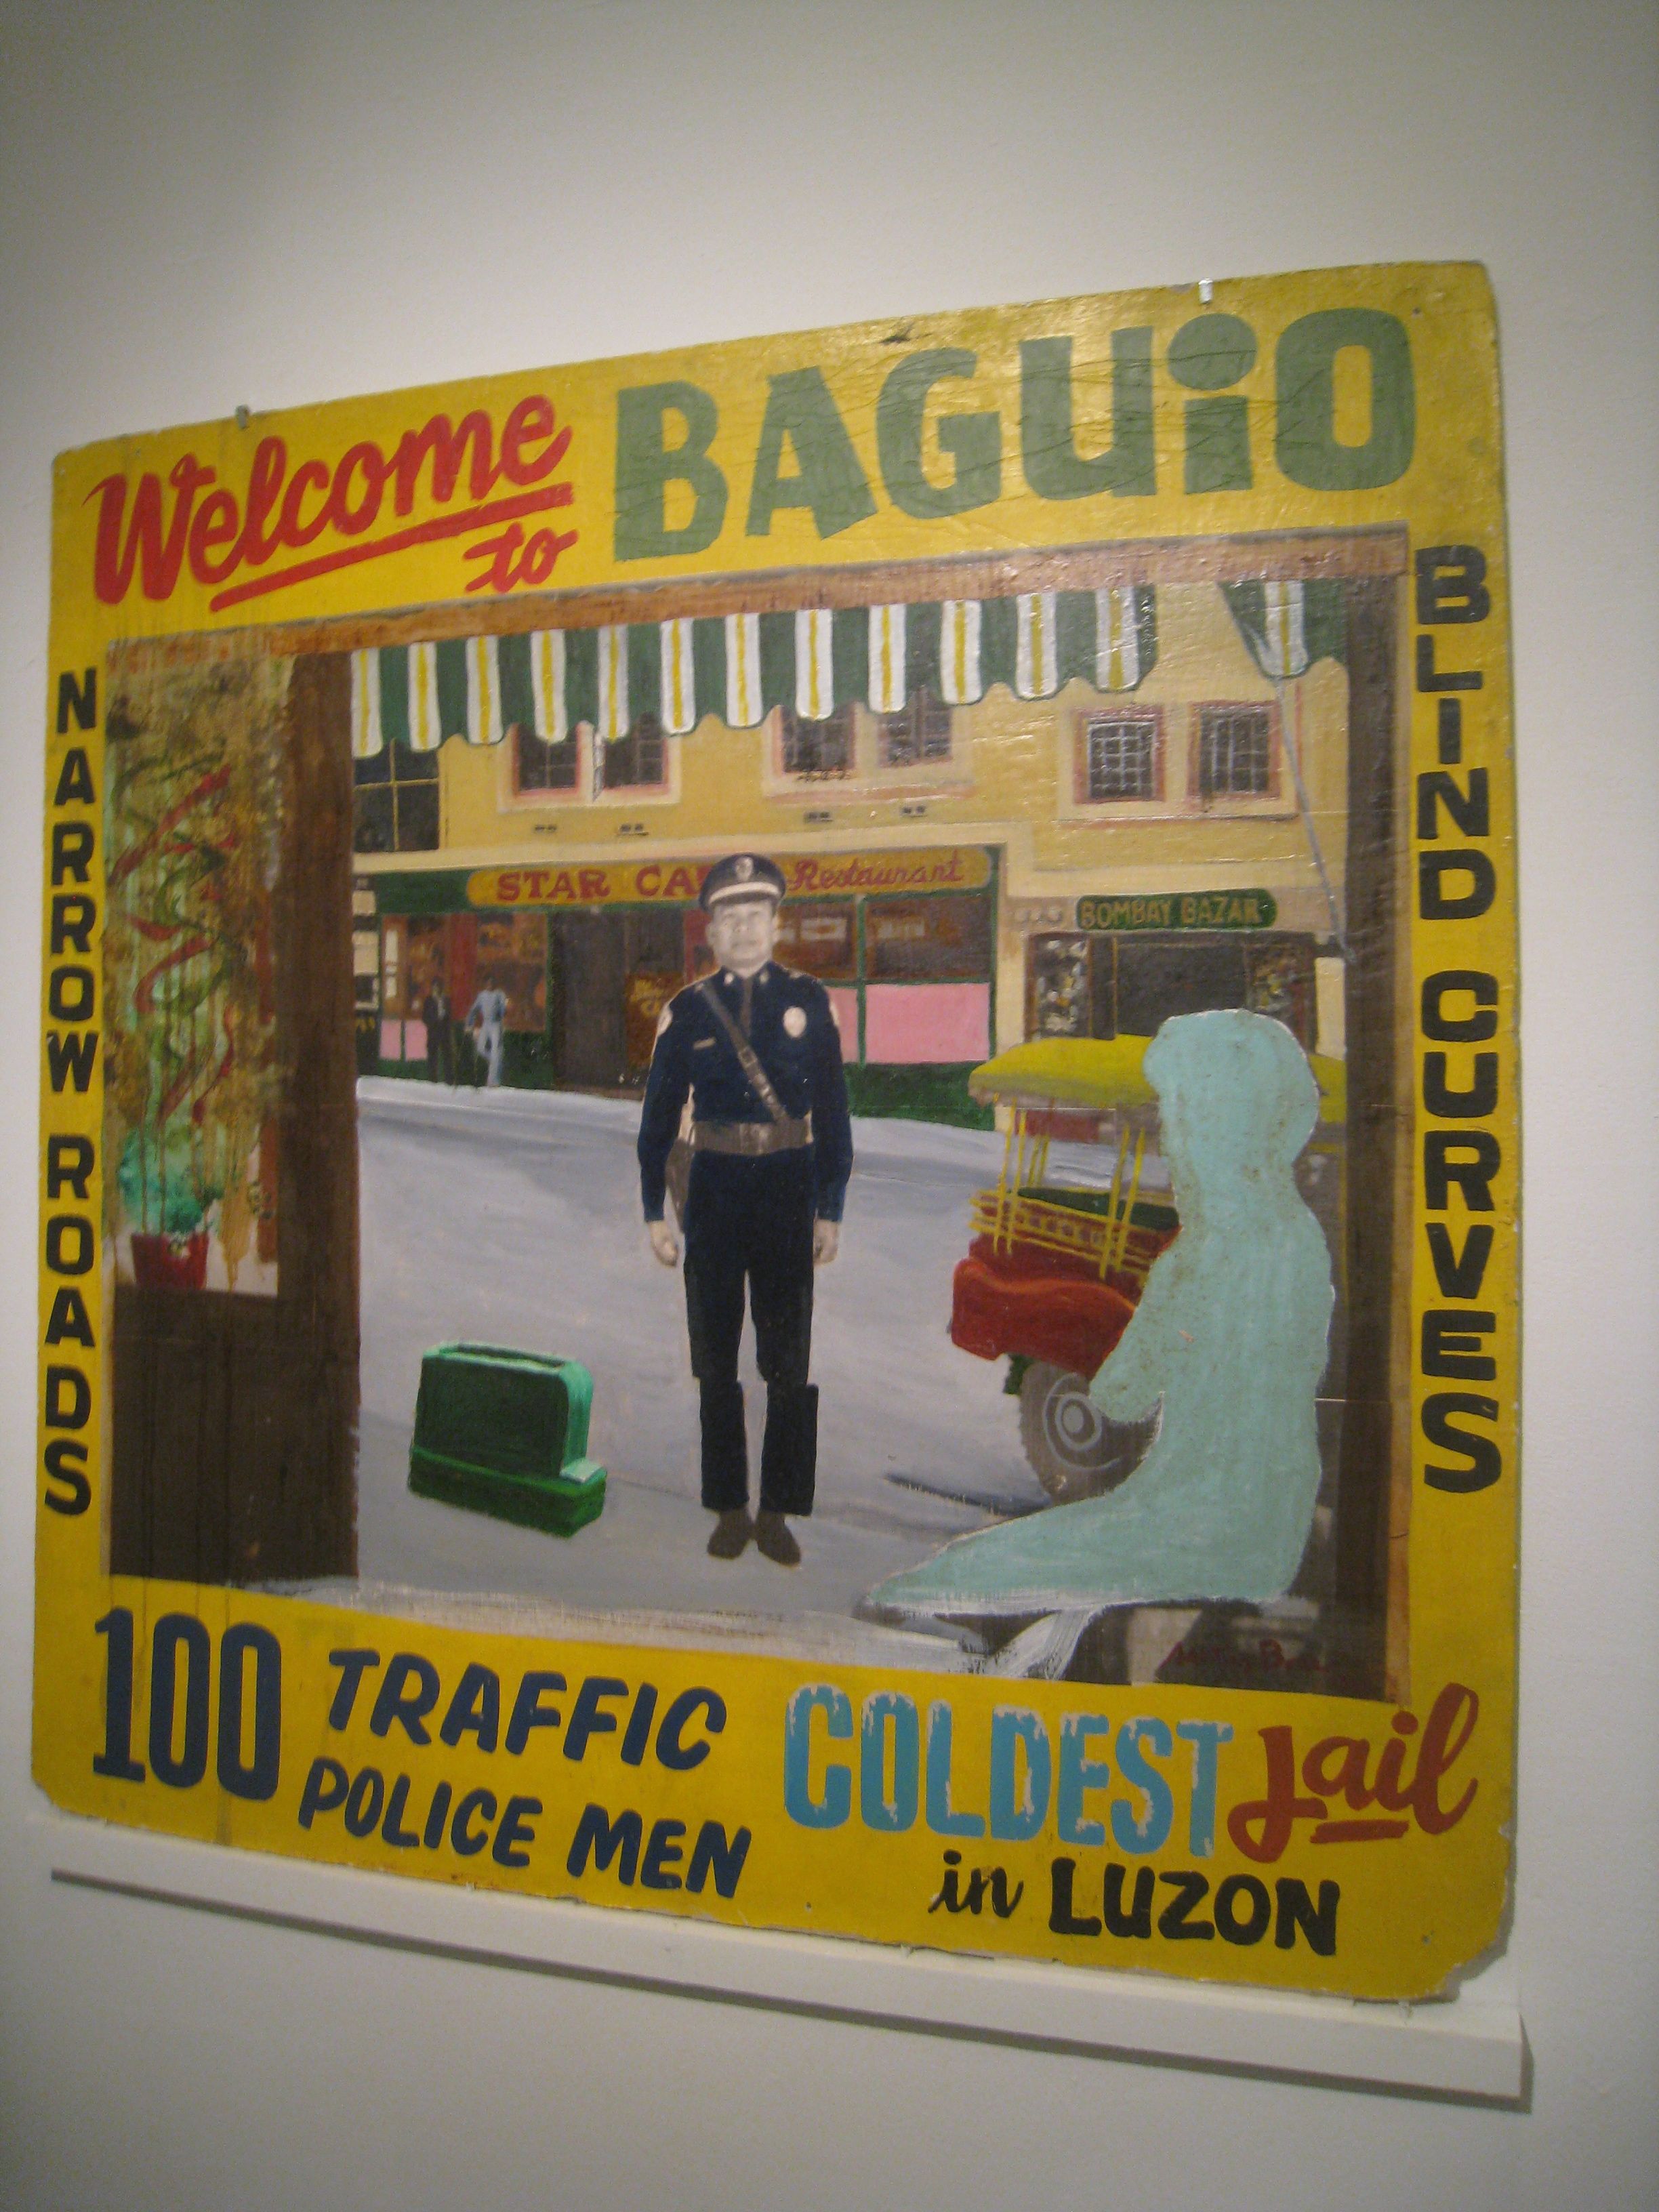 Welcome
to
BAGUiO
NARROW ROADS
BLIND CURVES
STAR CA Restaurant
BOMBAY BAZAR
100 TRAFFIC
POLICE MEN
COLDEST Jail
in LUZON